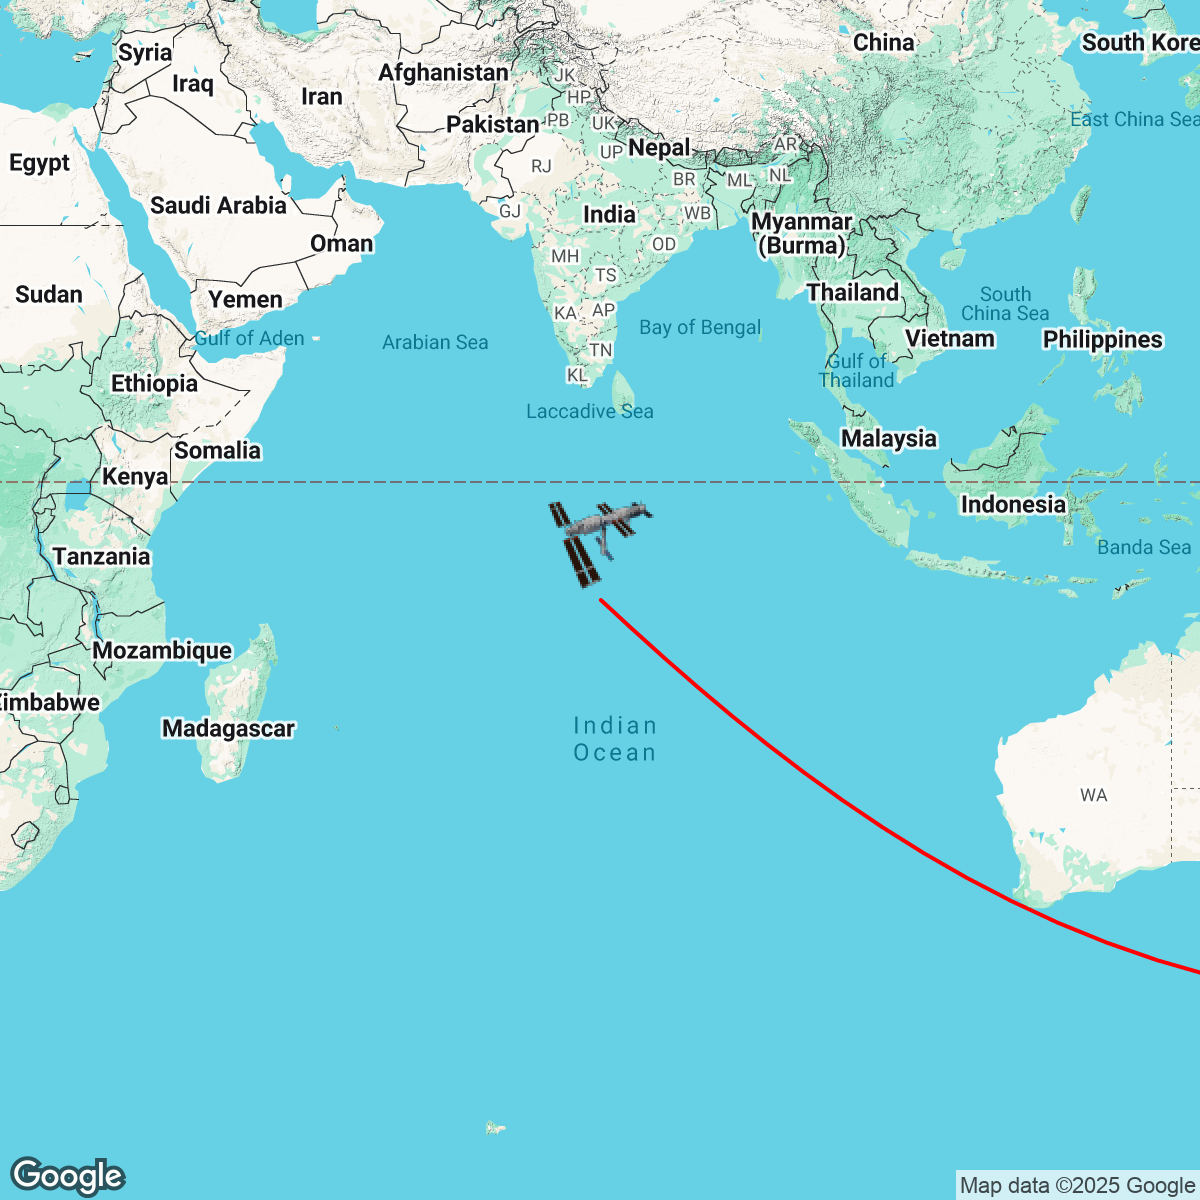 Syria
China
South Kore
Afghanistan
JK
Iraq
Iran
HP
Pakistan
PB
UK
East China Sea
Egypt
UP
Nepal
AR
RJ
BR
ML
NL
Saudi Arabia
GJ
India
WB
Myanmar
(Burma)
Oman
OD
MH
TS
Sudan
Yemen
Thailand
South
China Sea
KA
AP
Bay of Bengal
Gulf of Aden
Arabian Sea
Vietnam
Philippines
TN
Gulf of
Thailand
KL
Ethiopia
Laccadive Sea
Malaysia
Somalia
Kenya
Indonesia
Tanzania
Banda Sea
Mozambique
Zimbabwe
Madagascar
Indian
Ocean
WA
Google
Map data ©2025 Google